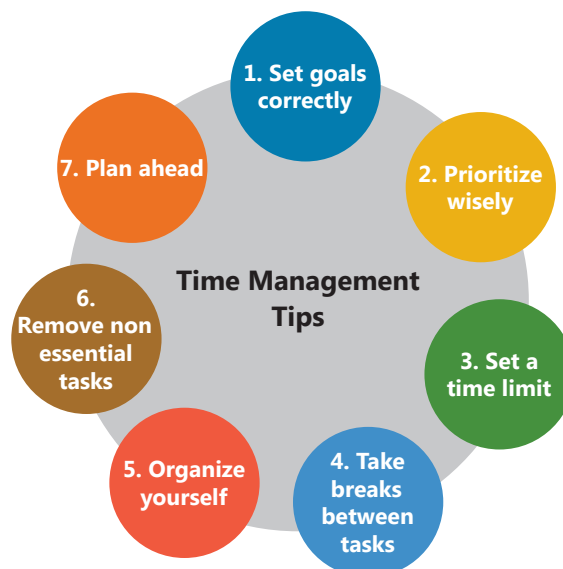 Time Management
Tips
1. Set goals
correctly
2. Prioritize
wisely
3. Set a
time limit
4. Take
breaks
between
tasks
5. Organize
yourself
6.
Remove non
essential
tasks
7. Plan ahead